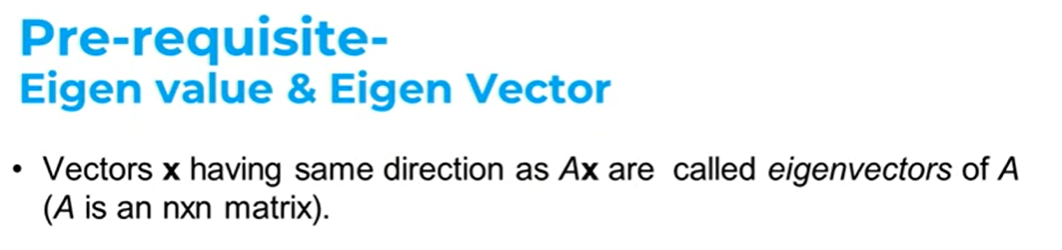 Pre-requisite-
Eigen value & Eigen Vector
• Vectors x having same direction as Ax are called eigenvectors of A
(A is an nxn matrix).